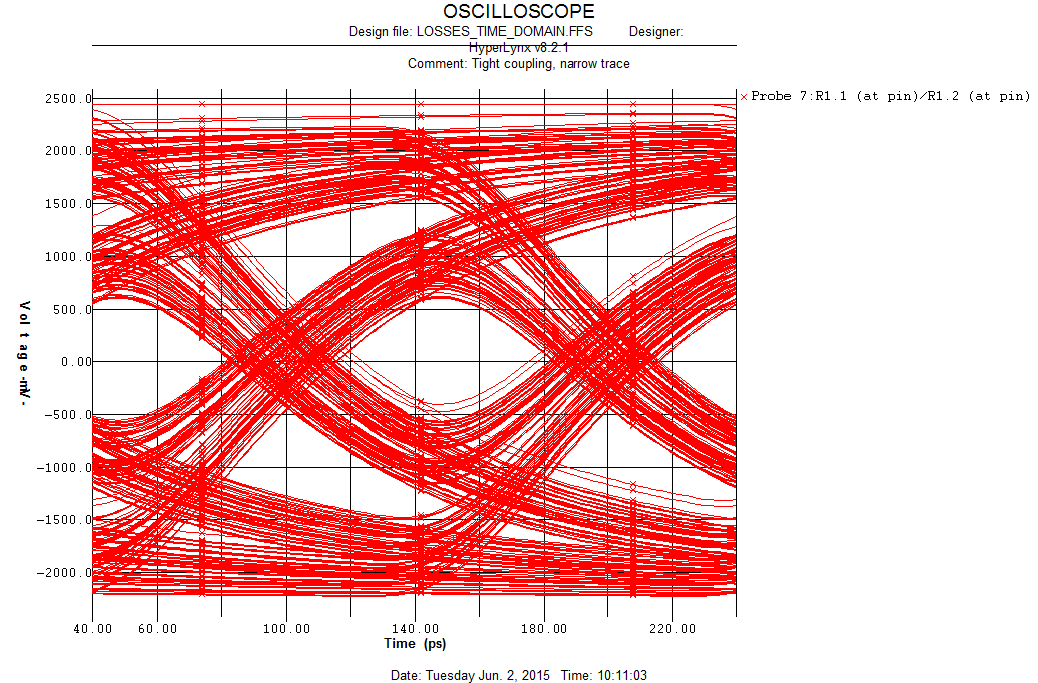 OSCILLOSCOPE
Design file: LOSSES_TIME_DOMAIN.FFS Designer:
HyperLynx v8.2.1
Comment: Tight coupling, narrow trace
Probe 7:R1.1 (at pin)/R1.2 (at pin)
2500.0
2000.0
1500.0
1000.0
500.0
0.00
-500.0
-1000.0
-1500.0
-2000.0
Voltage -mV-
40.00 60.00 100.00 140.00 180.00 220.00
Time (ps)
Date: Tuesday Jun. 2, 2015 Time: 10:11:03